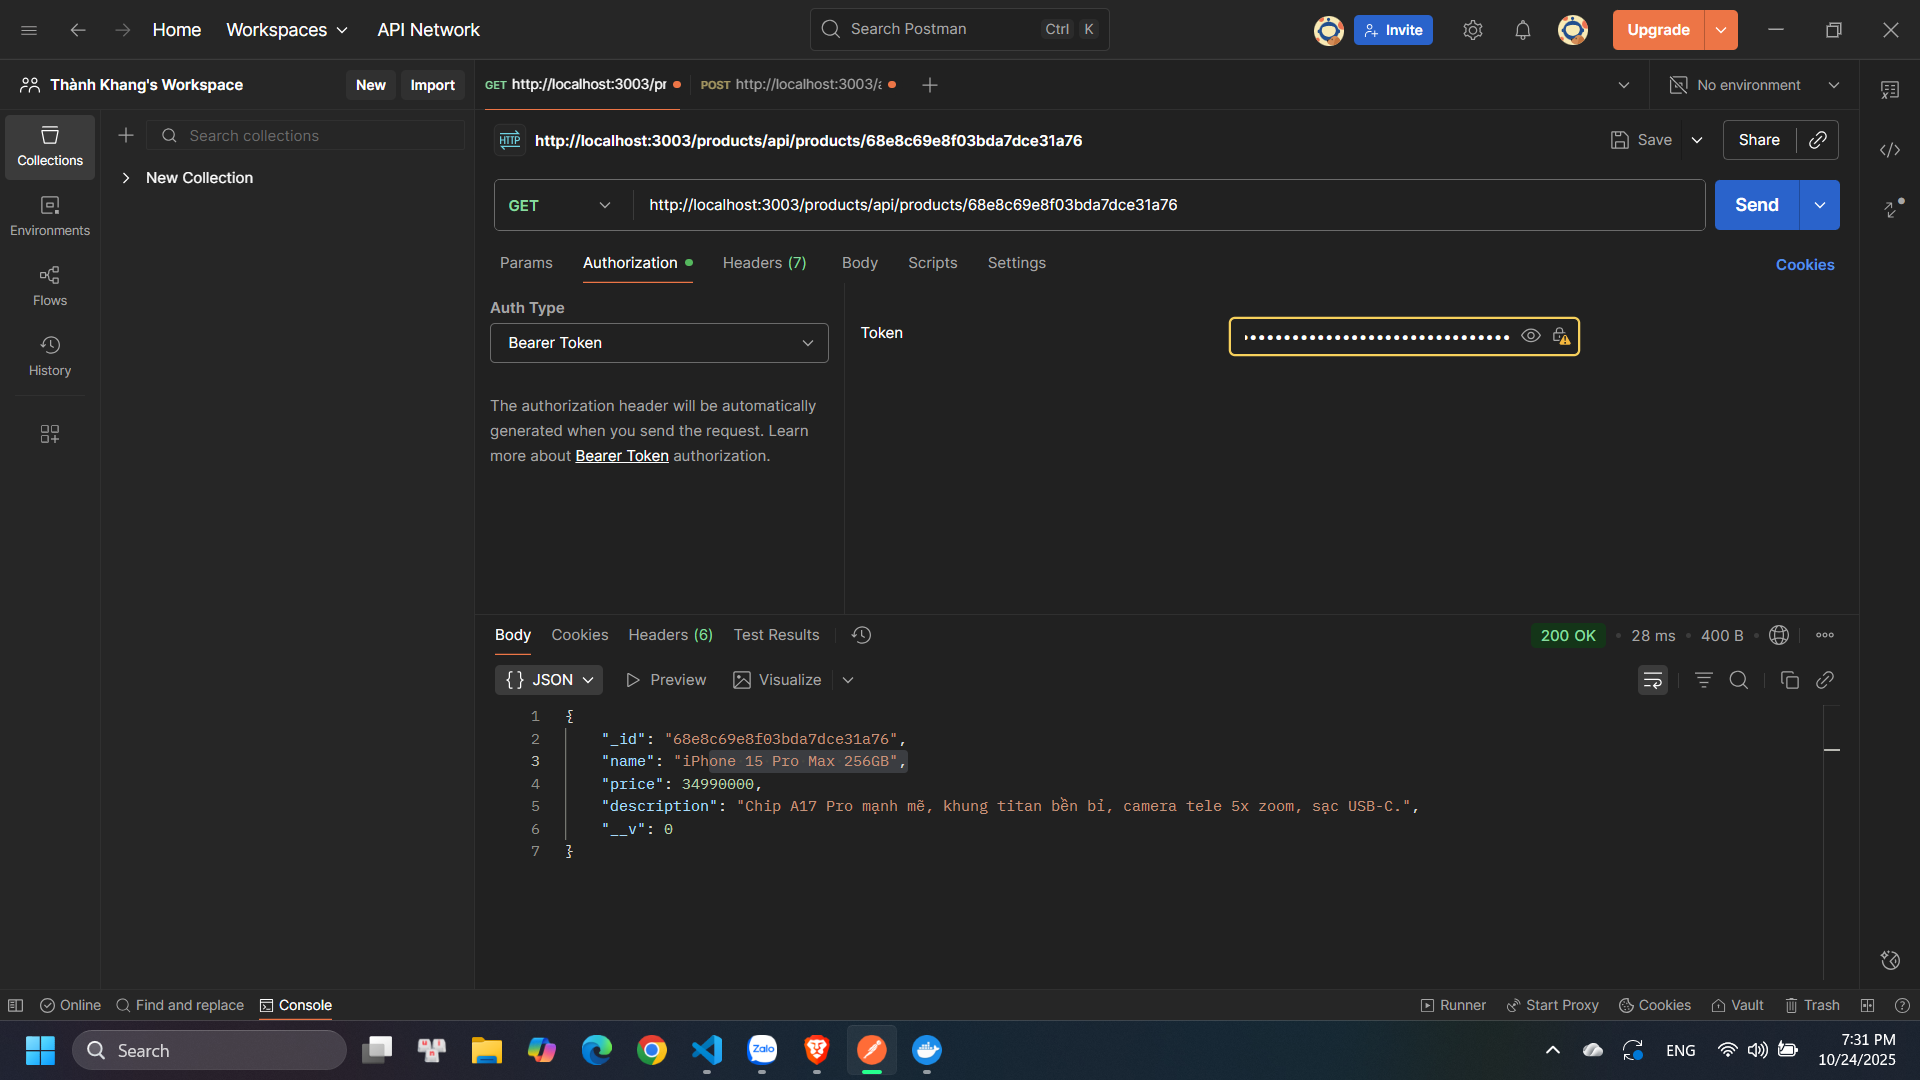 Home
Workspaces
API Network
Search Postman
Ctrl
K
Invite
Upgrade
Thành Khang's Workspace
New
Import
GET http://localhost:3003/pr
POST http://localhost:3003/a
No environment
Search collections
Collections
Environments
Flows
History
New Collection
HTTP http://localhost:3003/products/api/products/68e8c69e8f03bda7dce31a76
Save
Share
GET
http://localhost:3003/products/api/products/68e8c69e8f03bda7dce31a76
Send
Params
Authorization
Headers (7)
Body
Scripts
Settings
Cookies
Auth Type
Bearer Token
Token
The authorization header will be automatically
generated when you send the request. Learn
more about Bearer Token authorization.
Body
Cookies
Headers (6)
Test Results
200 OK
28 ms
400 B
{} JSON
Preview
Visualize
1 {
2 "_id": "68e8c69e8f03bda7dce31a76",
3 "name": "iPhone 15 Pro Max 256GB",
4 "price": 34990000,
5 "description": "Chip A17 Pro mạnh mẽ, khung titan bền bỉ, camera tele 5x zoom, sạc USB-C.",
6 "__v": 0
7 }
Online
Find and replace
Console
Runner
Start Proxy
Cookies
Vault
Trash
Search
Zalo
ENG
7:31 PM
10/24/2025